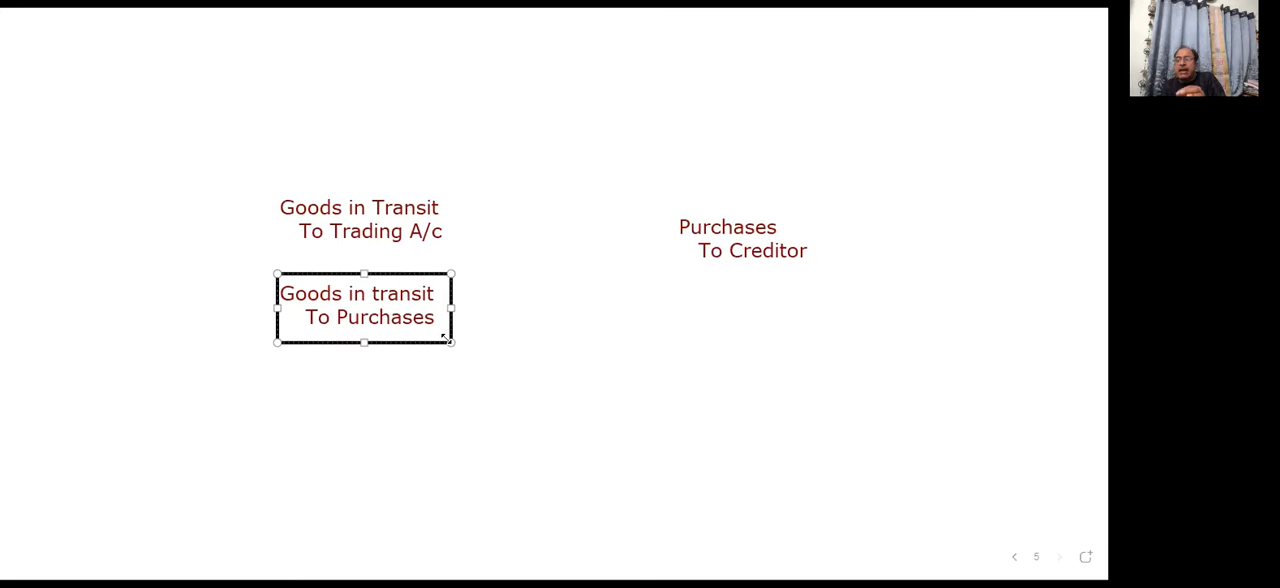 Goods in Transit
To Trading A/c
Goods in transit
To Purchases
Purchases
To Creditor
5